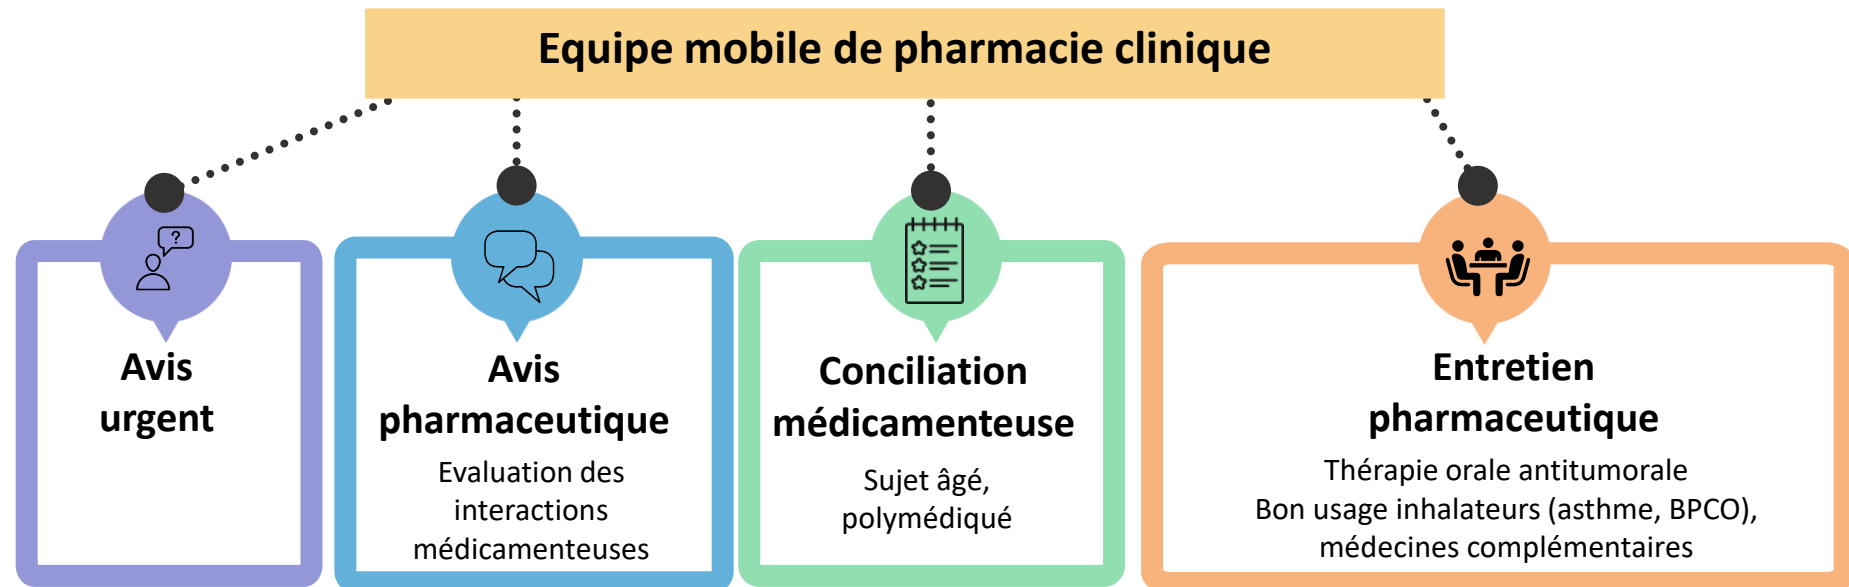 Equipe mobile de pharmacie clinique
?
Avis
urgent
Avis
pharmaceutique
Evaluation des
interactions
médicamenteuses
Conciliation
médicamenteuse
Sujet âgé,
polymédiqué
Entretien
pharmaceutique
Thérapie orale antitumorale
Bon usage inhalateurs (asthme, BPCO),
médecines complémentaires